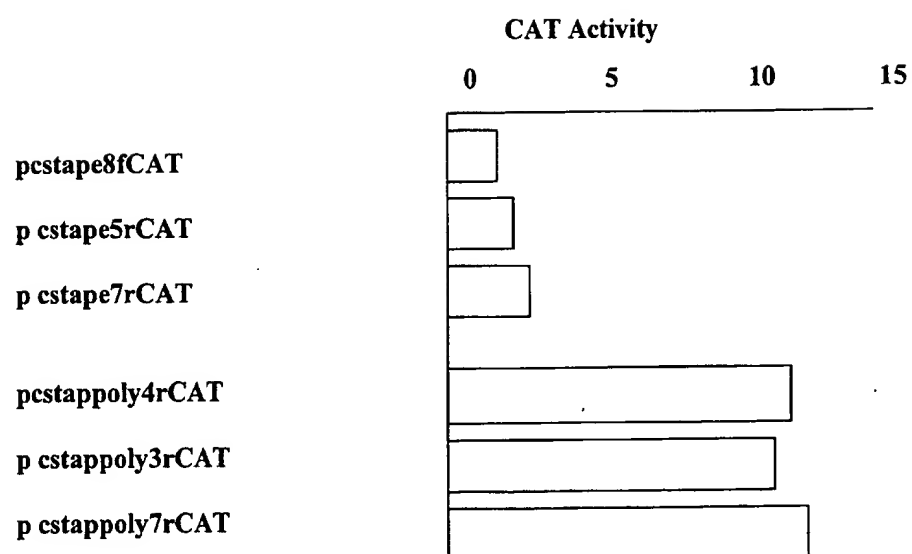 CAT Activity
0 5 10 15
pcstape8fCAT
p cstape5rCAT
p cstape7rCAT
pcstappoly4rCAT
p cstappoly3rCAT
p cstappoly7rCAT